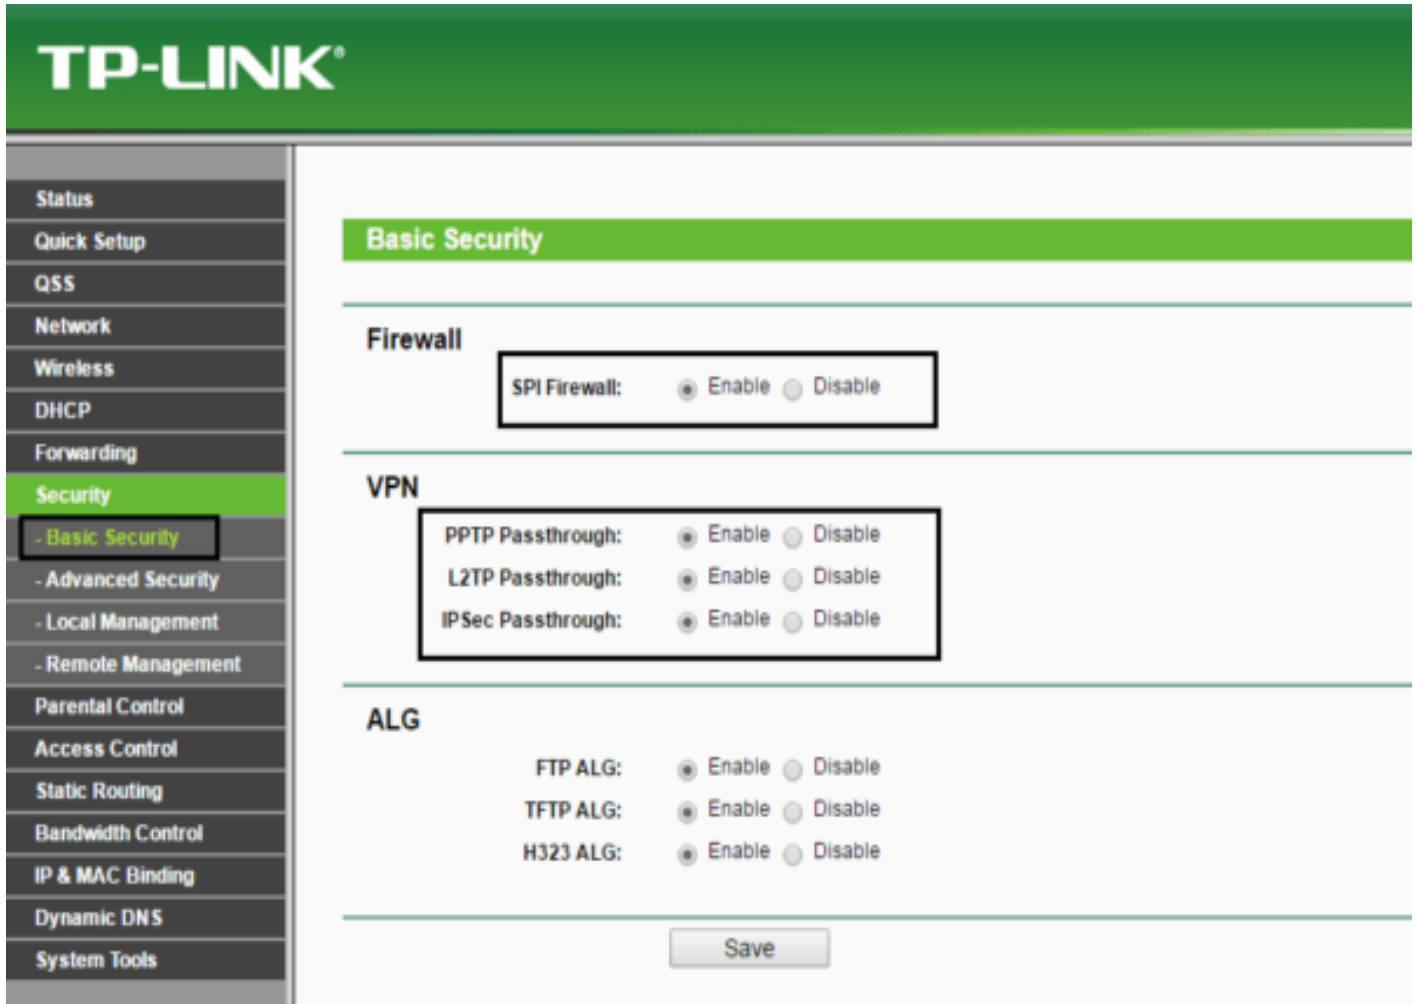 TP-LINK®
Status
Quick Setup
QSS
Network
Wireless
DHCP
Forwarding
Security
- Basic Security
- Advanced Security
- Local Management
- Remote Management
Parental Control
Access Control
Static Routing
Bandwidth Control
IP & MAC Binding
Dynamic DNS
System Tools
Basic Security
Firewall
SPI Firewall: Enable Disable
VPN
PPTP Passthrough: Enable Disable
L2TP Passthrough: Enable Disable
IPSec Passthrough: Enable Disable
ALG
FTP ALG: Enable Disable
TFTP ALG: Enable Disable
H323 ALG: Enable Disable
Save